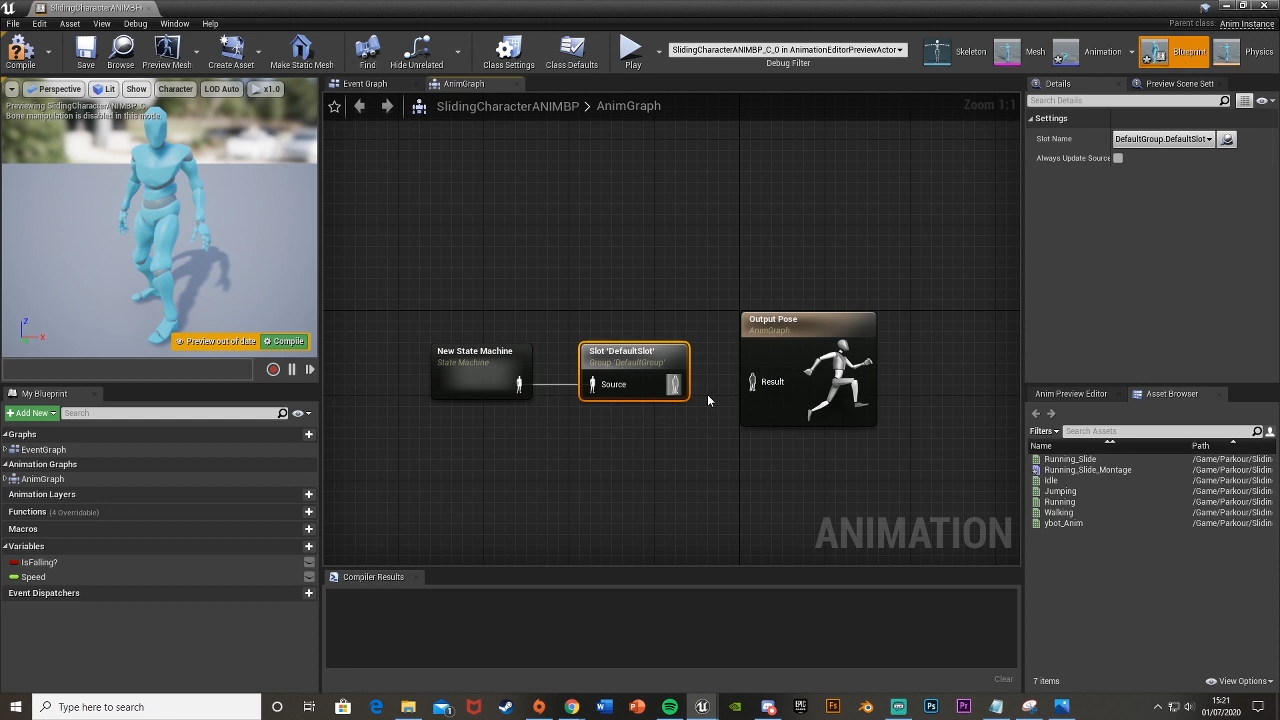 SlidingCharacterANIMBP
File Edit Asset View Debug Window Help
Parent class: Anim Instance
Compile
Save
Browse
Preview Mesh
Create Asset
Make Static Mesh
Find
Hide Unrelated
Class Settings
Class Defaults
Play
SlidingCharacterANIMBP_C_0 in AnimationEditorPreviewActor
Debug Filter
Skeleton
Mesh
Animation
Blueprint
Physics
Perspective Lit Show Character LOD Auto x1.0
Previewing SlidingCharacterANIMBP_C_0.
Bone manipulation is disabled in this mode.
Z
X
Preview out of date
Compile
Event Graph
AnimGraph
SlidingCharacterANIMBP > AnimGraph
Zoom 1:1
New State Machine
State Machine
Slot 'DefaultSlot'
Group 'DefaultGroup'
Source
Output Pose
AnimGraph
Result
ANIMATION
Details
Preview Scene Sett
Search Details
Settings
Slot Name
DefaultGroup.DefaultSlot
Always Update Source
My Blueprint
Add New
Search
Graphs
EventGraph
Animation Graphs
AnimGraph
Animation Layers
Functions (4 Overridable)
Macros
Variables
IsFalling?
Speed
Event Dispatchers
Compiler Results
Clear
Anim Preview Editor
Asset Browser
Filters
Search Assets
Name Path
Running_Slide /Game/Parkour/Slidin
Running_Slide_Montage /Game/Parkour/Slidin
Idle /Game/Parkour/Slidin
Jumping /Game/Parkour/Slidin
Running /Game/Parkour/Slidin
Walking /Game/Parkour/Slidin
ybot_Anim /Game/Parkour/Slidin
7 items
View Options
Type here to search
15:21
01/07/2020